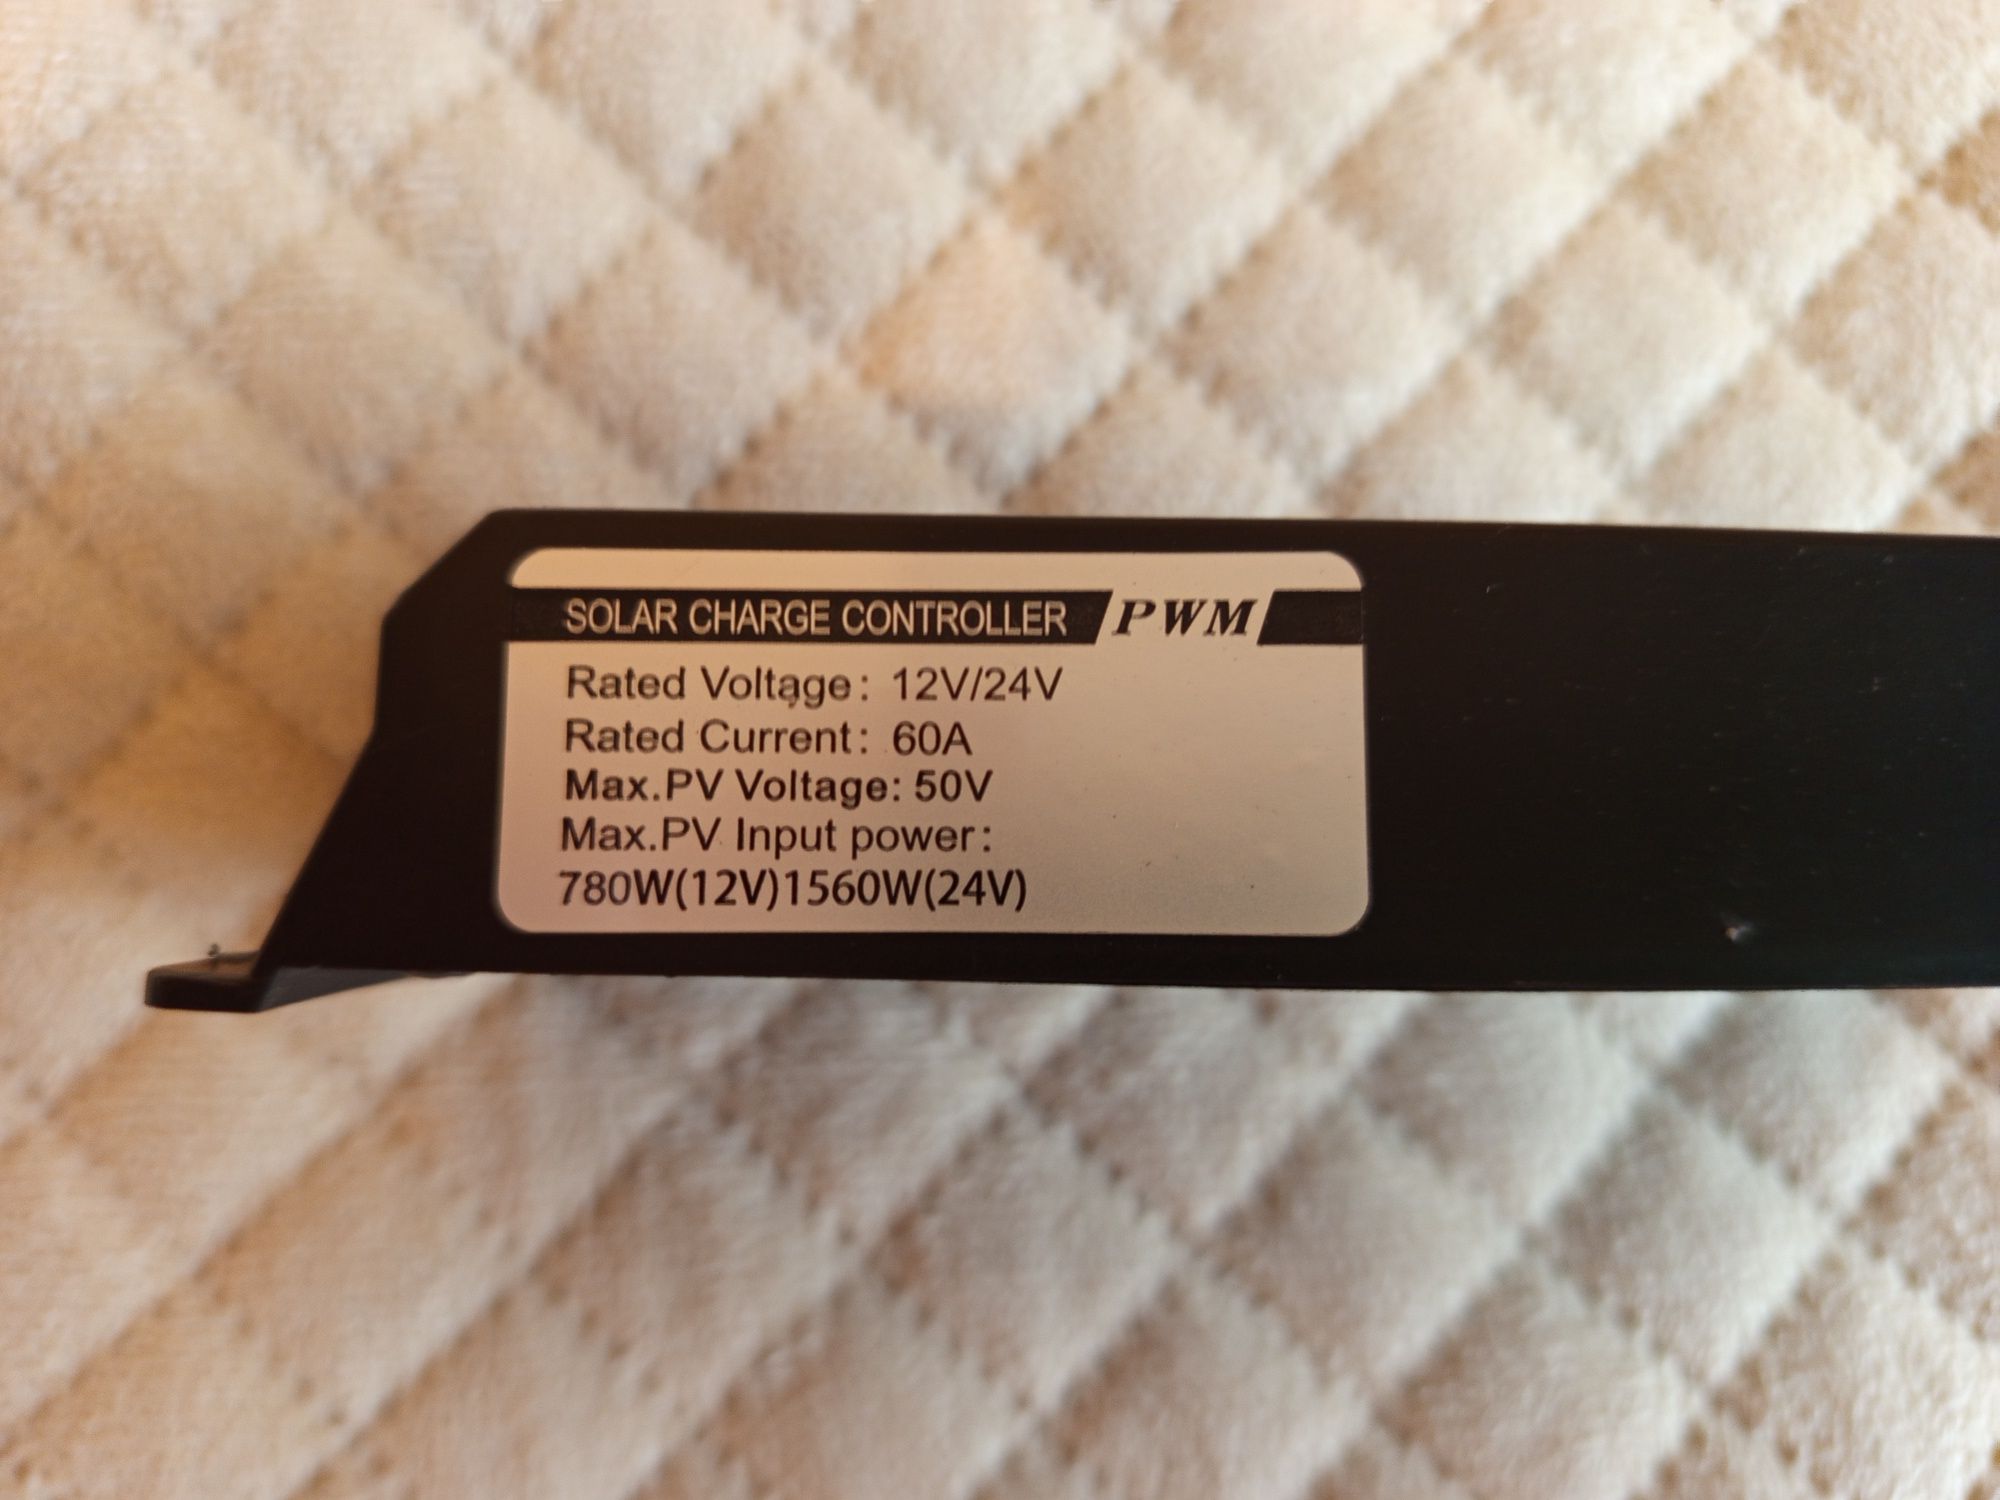 SOLAR CHARGE CONTROLLER PWM
Rated Voltage: 12V/24V
Rated Current: 60A
Max.PV Voltage: 50V
Max.PV Input power:
780W(12V)1560W(24V)